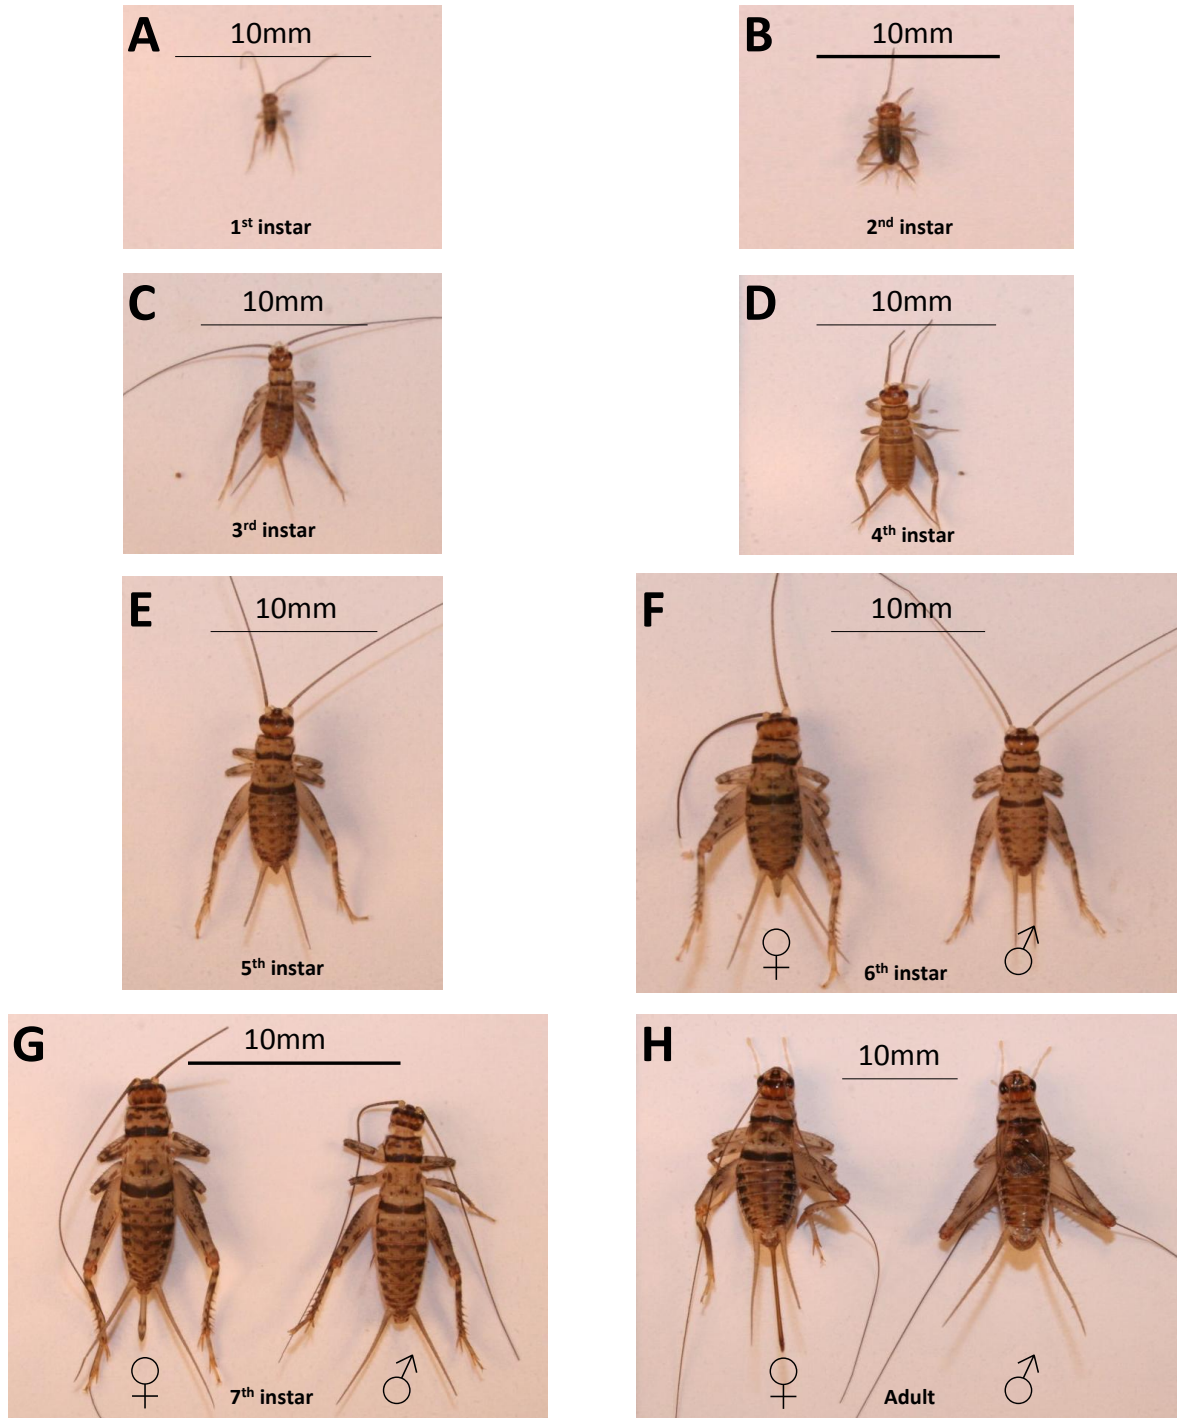 A
10mm
1st instar
B
10mm
2nd instar
C
10mm
3rd instar
D
10mm
4th instar
E
10mm
5th instar
F
10mm
♀
6th instar
♂
G
10mm
♀
7th instar
♂
H
10mm
♀
Adult
♂